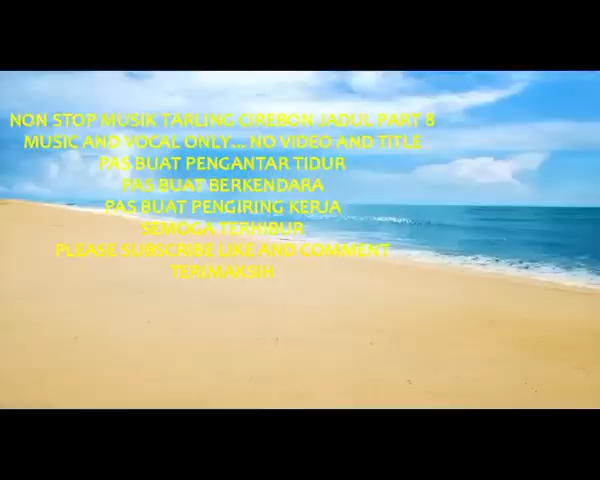 NON STOP MUSIK TARLING CIREBON JADUL PART 8
MUSIC AND VOCAL ONLY... NO VIDEO AND TITLE
PAS BUAT PENGANTAR TIDUR
PAS BUAT BERKENDARA
PAS BUAT PENGIRING KERJA
SEMOGA TERHIBUR
PLEASE SUBSCRIBE LIKE AND COMMENT
TERIMAKSIH